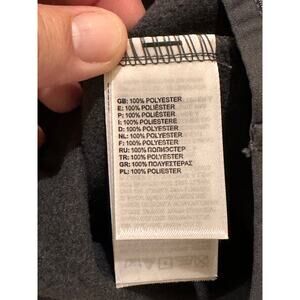 GB: 100% POLYESTER
E: 100% POLIÉSTER
P: 100% POLIÉSTER
I: 100% POLIESTERE
D: 100% POLYESTER
NL: 100% POLYESTER
F: 100% POLYESTER
RU: 100% ПОПИЭСТЕР
TR: 100% POLYESTER
GR: 100% ΠΟΛΥΕΣΤΕΡΑΣ
PL: 100% POLIESTER